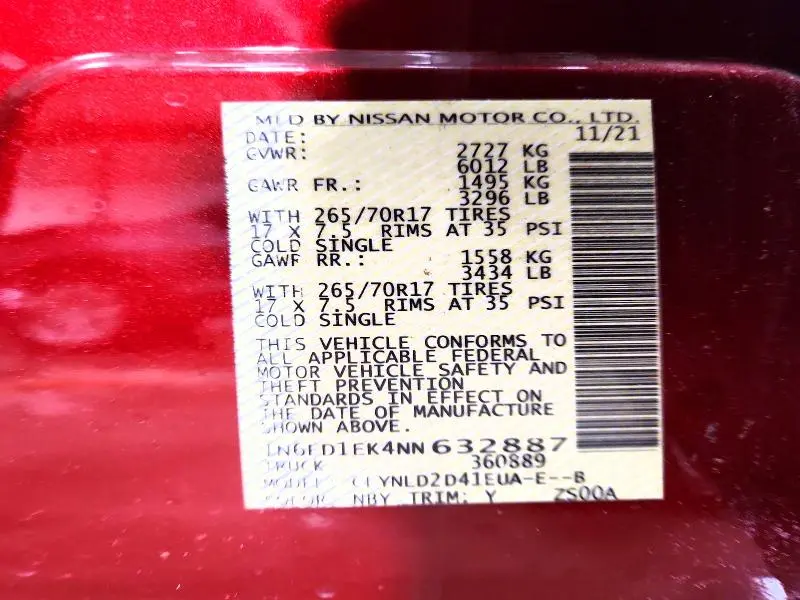 MFD BY NISSAN MOTOR CO., LTD.
DATE: 11/21
GVWR: 2727 KG
6012 LB
GAWR FR.: 1495 KG
3296 LB
WITH 265/70R17 TIRES
17 X 7.5 RIMS AT 35 PSI
COLD SINGLE
GAWR RR.: 1558 KG
3434 LB
WITH 265/70R17 TIRES
17 X 7.5 RIMS AT 35 PSI
COLD SINGLE
THIS VEHICLE CONFORMS TO
ALL APPLICABLE FEDERAL
MOTOR VEHICLE SAFETY AND
THEFT PREVENTION
STANDARDS IN EFFECT ON
THE DATE OF MANUFACTURE
SHOWN ABOVE.
1N6ED1EK4NN632887
TRUCK 360889
MODEL: CLYNLD2D41EUA-E--B
COLOR: NBY TRIM: Y ZS00A